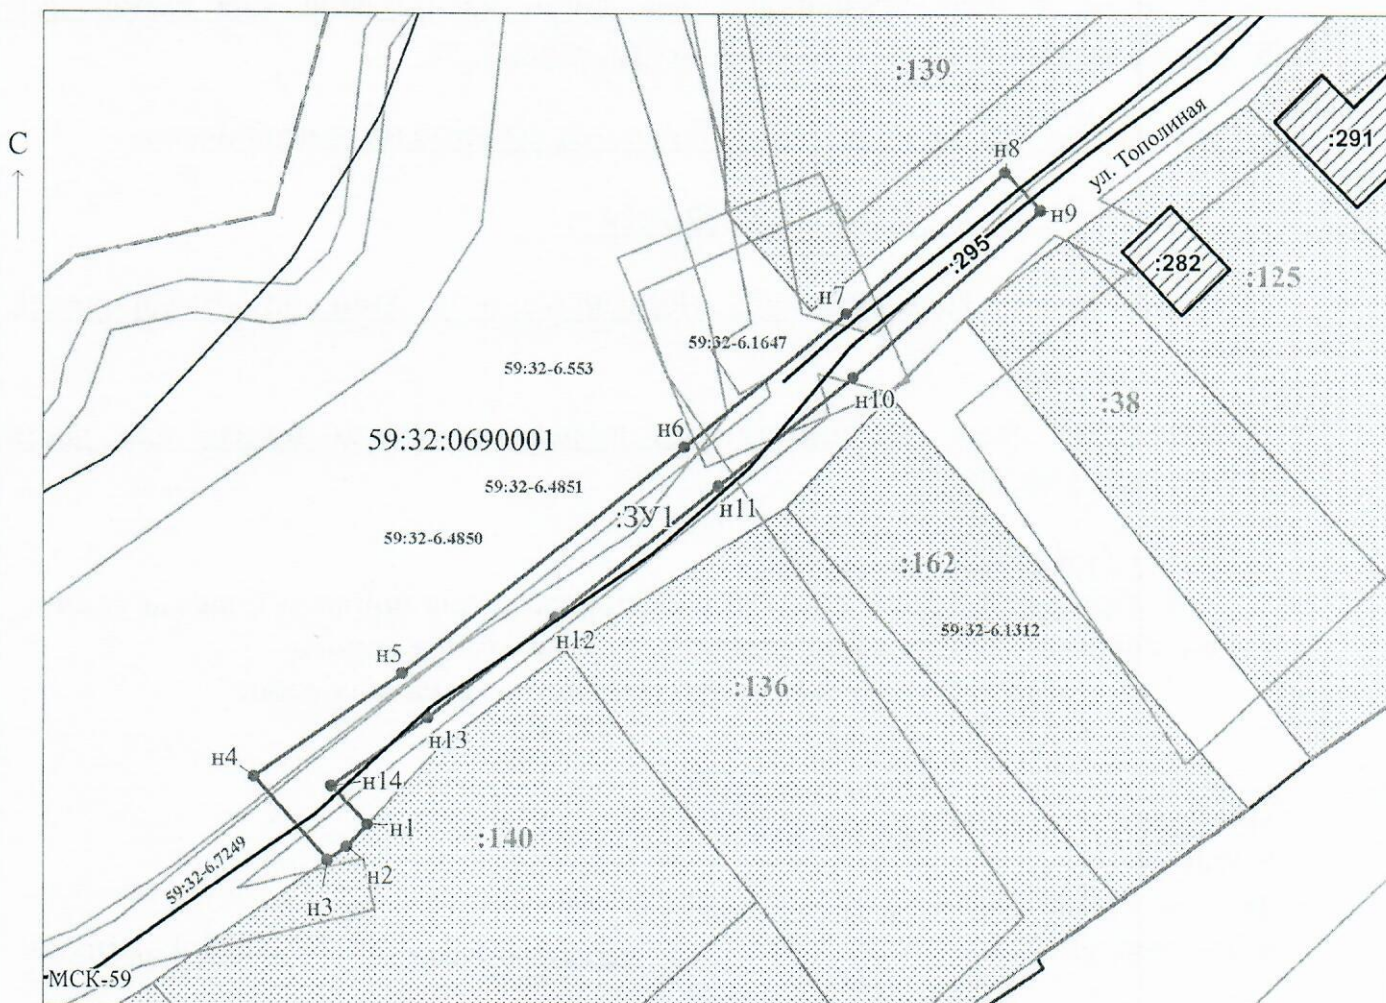 :139
С
:291
ул. Тополиная
н8
н9
:295
:282
:125
н7
59:32-6.1647
59:32-6.553
н10
:38
н6
59:32:0690001
59:32-6.4851
н11
:ЗУ1
59:32-6.4850
:162
59:32-6.1312
н12
н5
:136
н13
н4
н14
н1
:140
59:32-6.7249
н2
н3
МСК-59